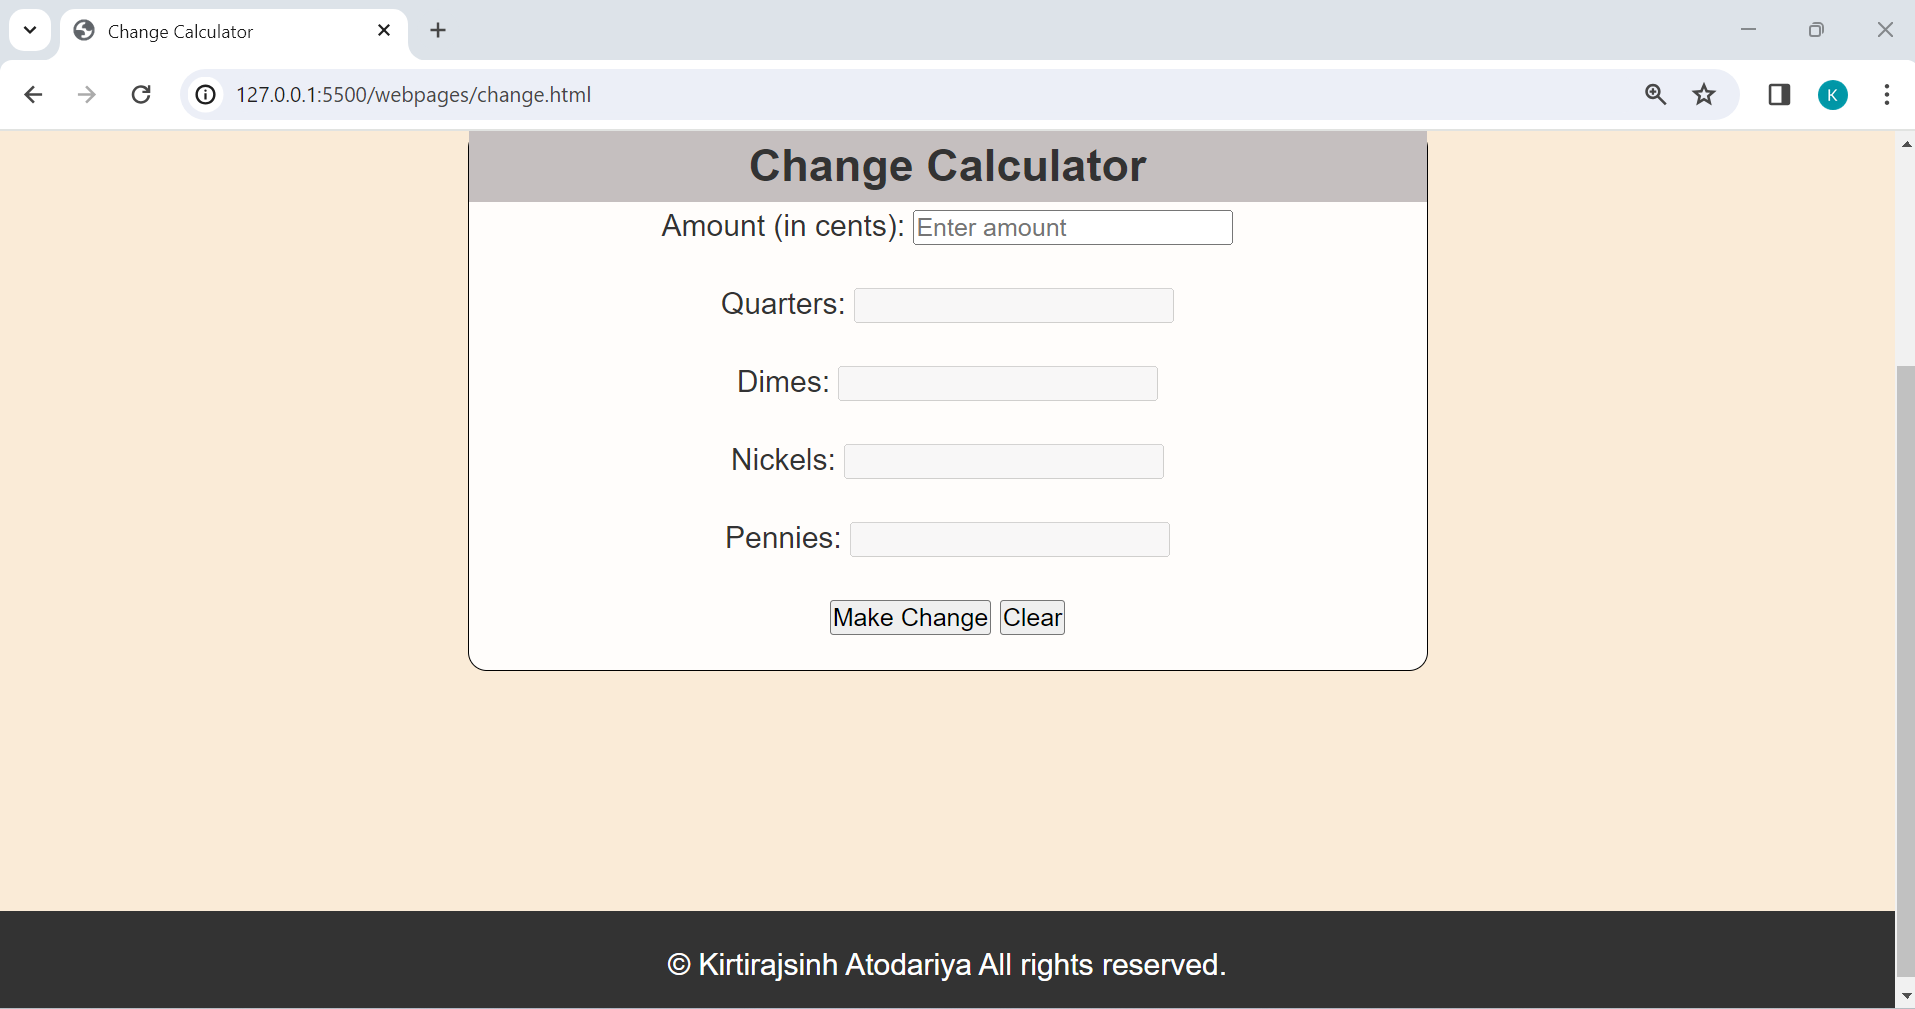 Change Calculator
127.0.0.1:5500/webpages/change.html
K
Change Calculator
Amount (in cents): Enter amount
Quarters:
Dimes:
Nickels:
Pennies:
Make Change Clear
© Kirtirajsinh Atodariya All rights reserved.